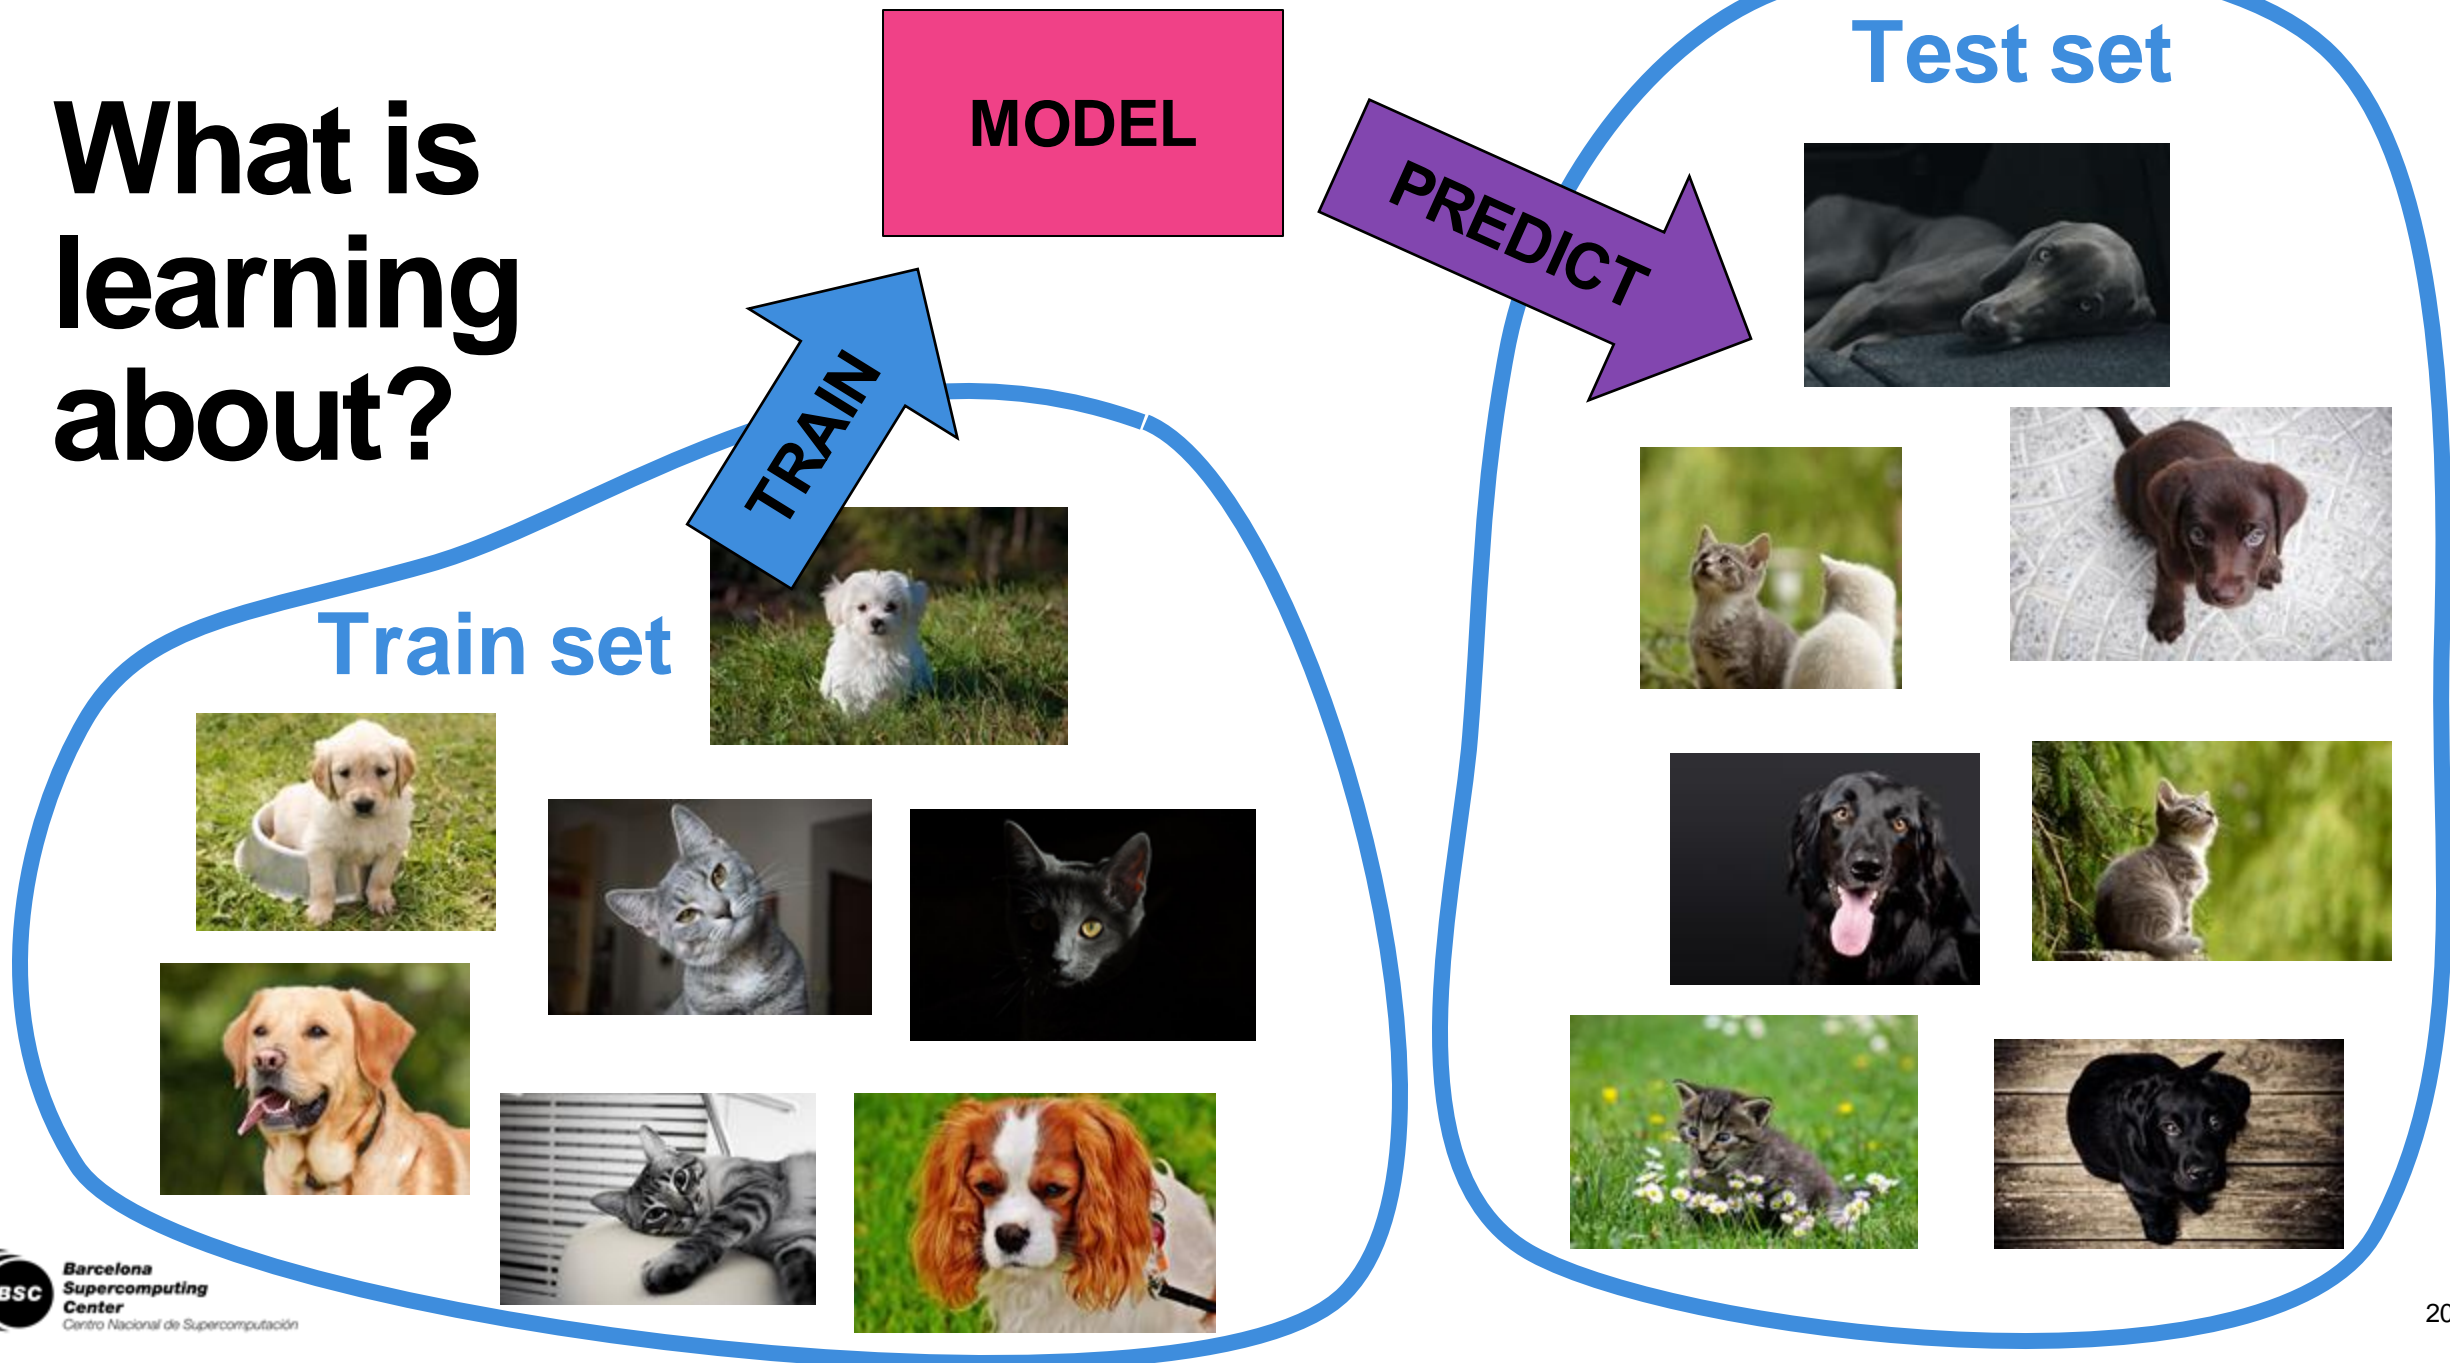 What is
learning
about?
MODEL
TRAIN
PREDICT
Train set
Test set
BSC
Barcelona
Supercomputing
Center
Centro Nacional de Supercomputación
20